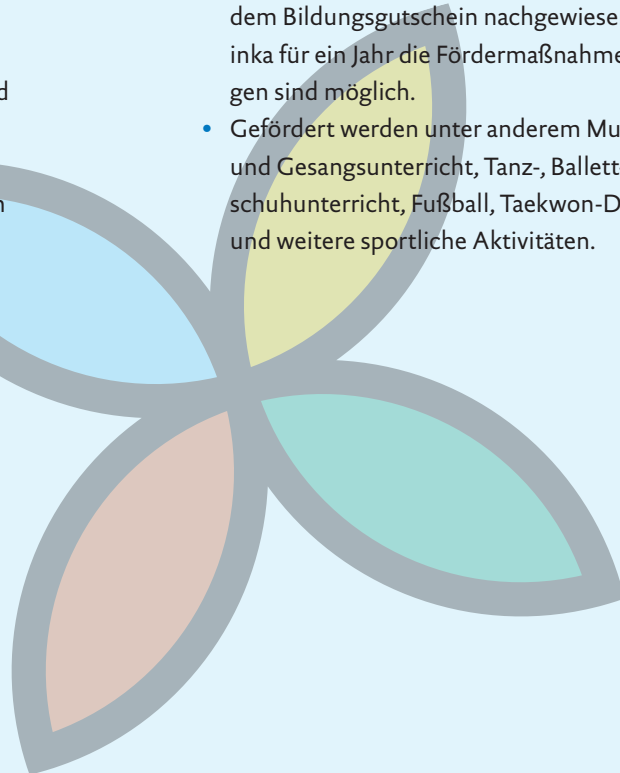 dem Bildungsgutschein nachgewiese
d
inka für ein Jahr die Fördermaßnahme
gen sind möglich.
• Gefördert werden unter anderem Mu
n
und Gesangsunterricht, Tanz-, Ballett
schuhunterricht, Fußball, Taekwon-D
und weitere sportliche Aktivitäten.